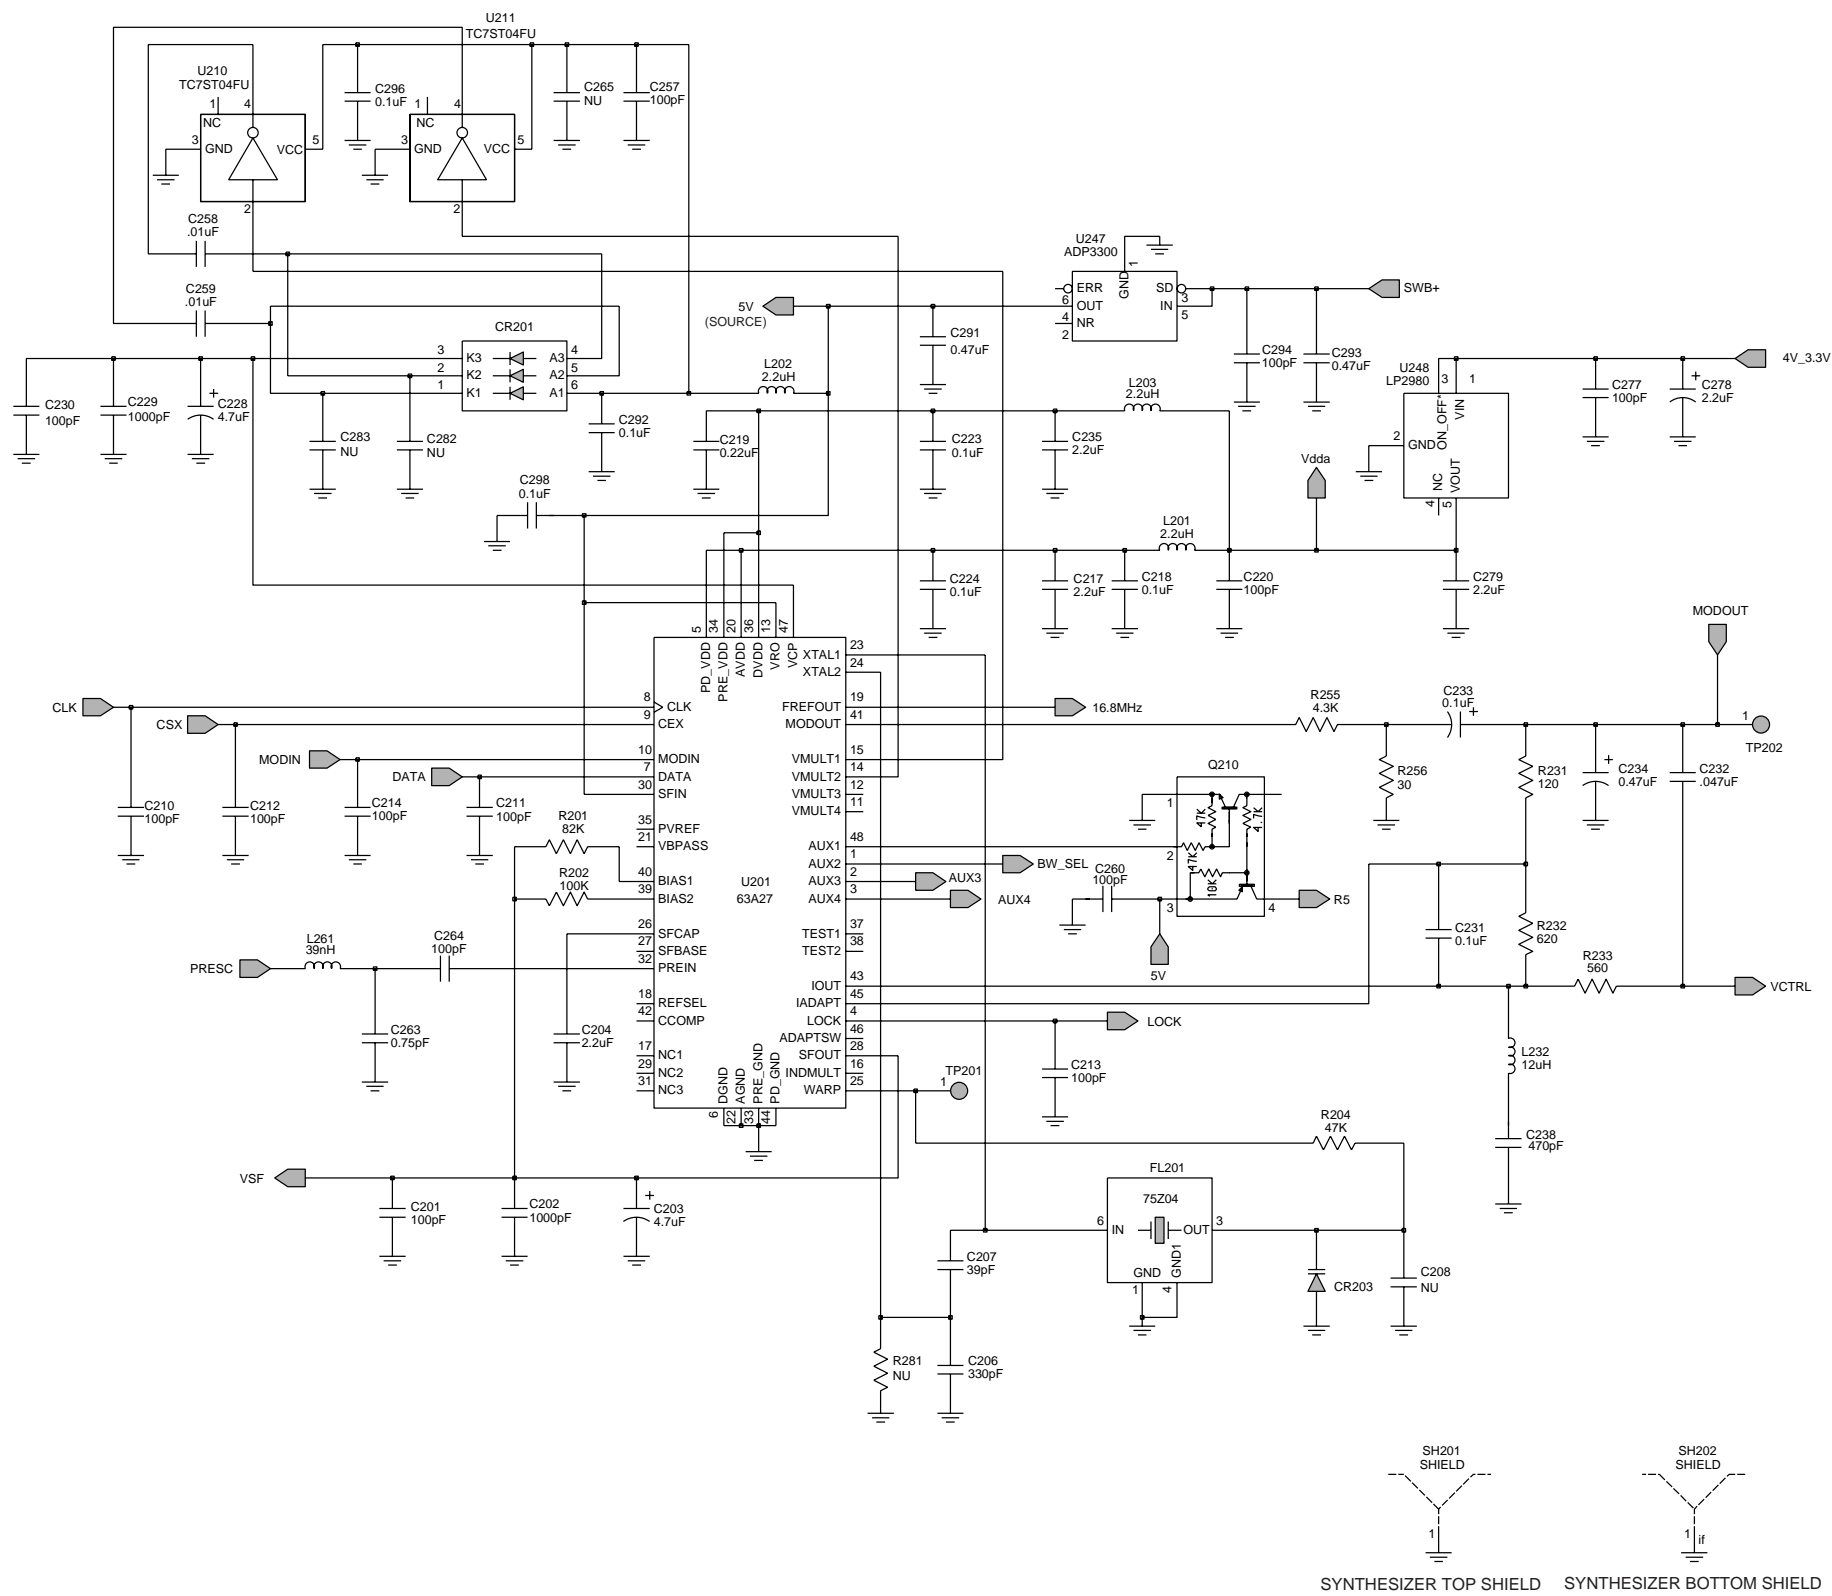 U211
TC7ST04FU
U210
TC7ST04FU
1
4
NC
3
GND
VCC
5
2
C296
0.1uF
1
4
NC
3
GND
VCC
5
2
C265
NU
C257
100pF
C258
.01uF
C259
.01uF
CR201
3
K3
A3
4
2
K2
A2
5
1
K1
A1
6
5V
(SOURCE)
U247
ADP3300
GND
1
ERR
SD
6
OUT
3
IN
5
4
NR
2
SWB+
C291
0.47uF
C294
100pF
C293
0.47uF
U248
LP2980
3
1
ON_OFF*
VIN
2
GND
NC
VOUT
4
5
4V_3.3V
C277
100pF
C278
2.2uF
C230
100pF
C229
1000pF
C228
+
4.7uF
C283
NU
C282
NU
C292
0.1uF
L202
2.2uH
L203
2.2uH
C219
0.22uF
C223
0.1uF
C235
2.2uF
C298
0.1uF
Vdda
L201
2.2uH
C224
0.1uF
C217
2.2uF
C218
0.1uF
C220
100pF
C279
2.2uF
MODOUT
5
34
20
36
13
47
PD_VDD
PRE_VDD
AVDD
DVDD
VRO
VCP
XTAL1
23
XTAL2
24
CLK
8
CLK
FREFOUT
19
16.8MHz
CSX
9
CEX
MODOUT
41
R255
4.3K
C233
0.1uF
+
1
TP202
MODIN
10
MODIN
VMULT1
15
DATA
7
DATA
VMULT2
14
30
SFIN
VMULT3
12
VMULT4
11
Q210
R256
30
R231
120
+
C234
0.47uF
C232
.047uF
C210
100pF
C212
100pF
C214
100pF
C211
100pF
R201
82K
35
PVREF
21
VBPASS
AUX1
48
1
47K
4.7K
2
47K
10K
AUX2
1
BW_SEL
40
BIAS1
AUX3
2
AUX3
R202
100K
39
BIAS2
AUX4
3
AUX4
U201
63A27
C260
100pF
3
4
R5
5V
26
SFCAP
TEST1
37
27
SFBASE
TEST2
38
PRESC
L261
39nH
C264
100pF
32
PREIN
C231
0.1uF
R232
620
R233
560
IOUT
43
VCTRL
18
REFSEL
IADAPT
45
42
CCOMP
LOCK
4
LOCK
C263
0.75pF
C204
2.2uF
ADAPTSW
46
17
NC1
SFOUT
28
29
NC2
INDMULT
16
31
NC3
WARP
25
1
TP201
C213
100pF
L232
12uH
DGND
AGND
PRE_GND
PD_GND
6
22
33
44
R204
47K
C238
470pF
VSF
C201
100pF
C202
1000pF
+
C203
4.7uF
FL201
75Z04
6
IN
OUT
3
GND
GND1
1
4
C207
39pF
CR203
C208
NU
R281
NU
C206
330pF
SH201
SHIELD
1
SH202
SHIELD
1
if
SYNTHESIZER TOP SHIELD
SYNTHESIZER BOTTOM SHIELD